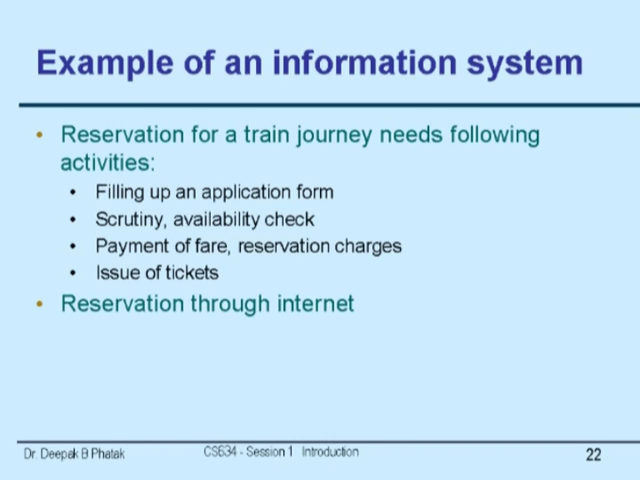 Example of an information system
• Reservation for a train journey needs following
activities:
• Filling up an application form
• Scrutiny, availability check
• Payment of fare, reservation charges
• Issue of tickets
• Reservation through internet
Dr. Deepak B Phatak
CS634 - Session 1 Introduction
22